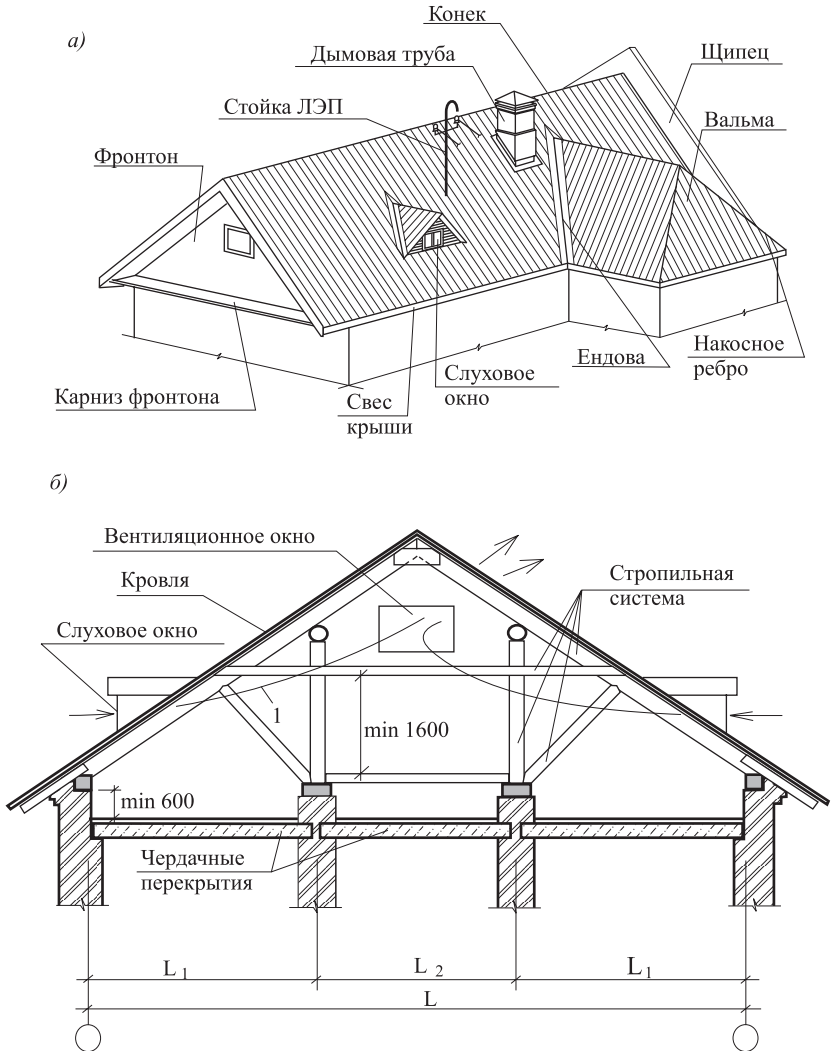 а)
Конек
Дымовая труба
Щипец
Стойка ЛЭП
Вальма
Фронтон
Накосное
ребро
Ендова
Слуховое
окно
Карниз фронтона
Свес
крыши
б)
Вентиляционное окно
Кровля
Стропильная
система
Слуховое окно
1
min 1600
min 600
Чердачные
перекрытия
L 1
L 2
L 1
L